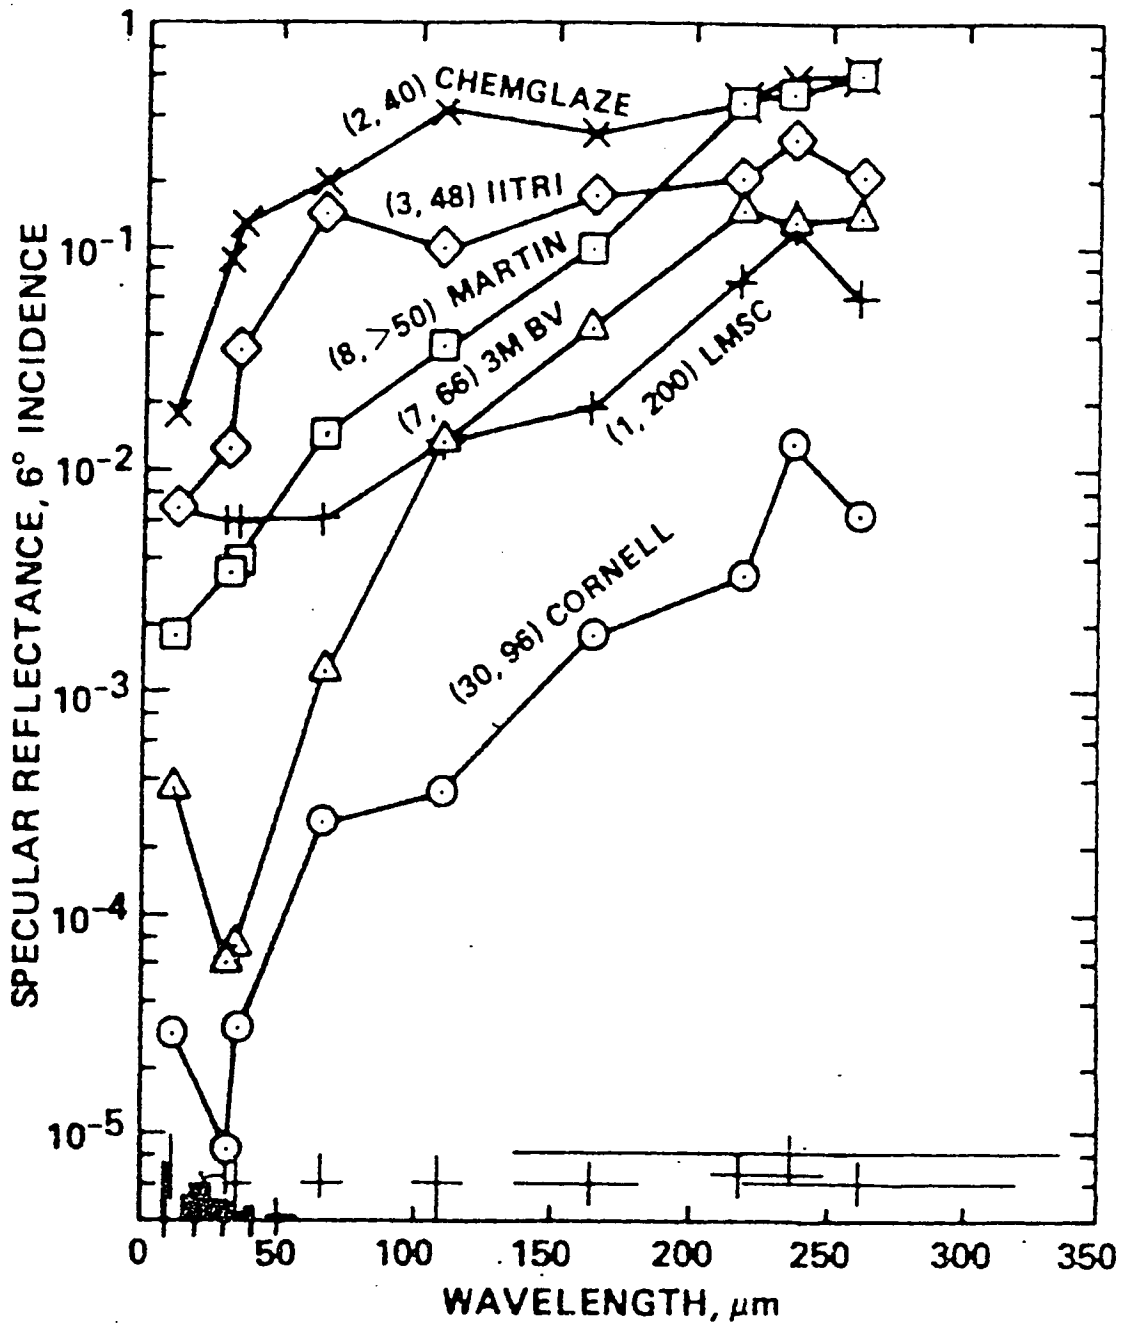 1
10⁻¹
10⁻²
10⁻³
10⁻⁴
10⁻⁵
SPECULAR REFLECTANCE, 6° INCIDENCE
(2, 40) CHEMGLAZE
(3, 48) IITRI
(8, >50) MARTIN
(7, 66) 3M BV
(1, 200) LMSC
(30, 96) CORNELL
0 50 100 150 200 250 300 350
WAVELENGTH, μm